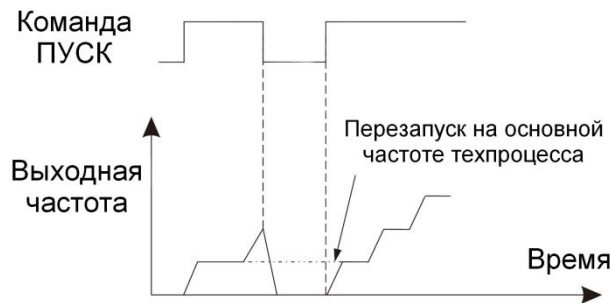 Команда
ПУСК
Перезапуск на основной
частоте техпроцесса
Выходная
частота
Время